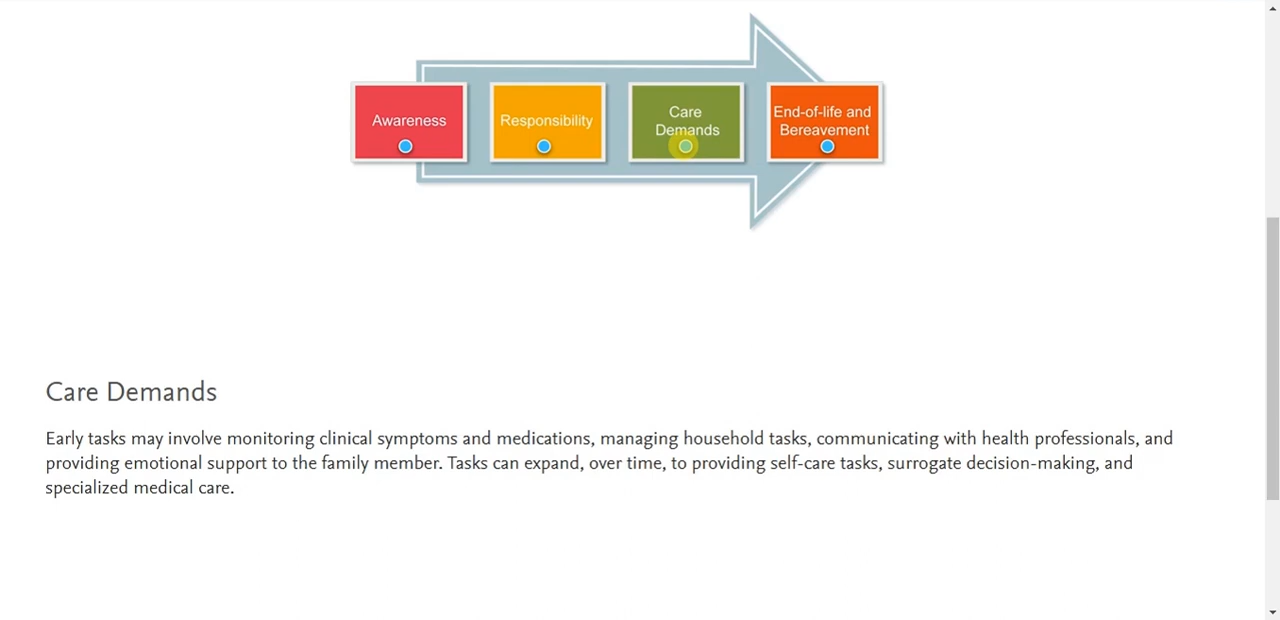 Awareness
Responsibility
Care
Demands
End-of-life and
Bereavement
Care Demands
Early tasks may involve monitoring clinical symptoms and medications, managing household tasks, communicating with health professionals, and
providing emotional support to the family member. Tasks can expand, over time, to providing self-care tasks, surrogate decision-making, and
specialized medical care.